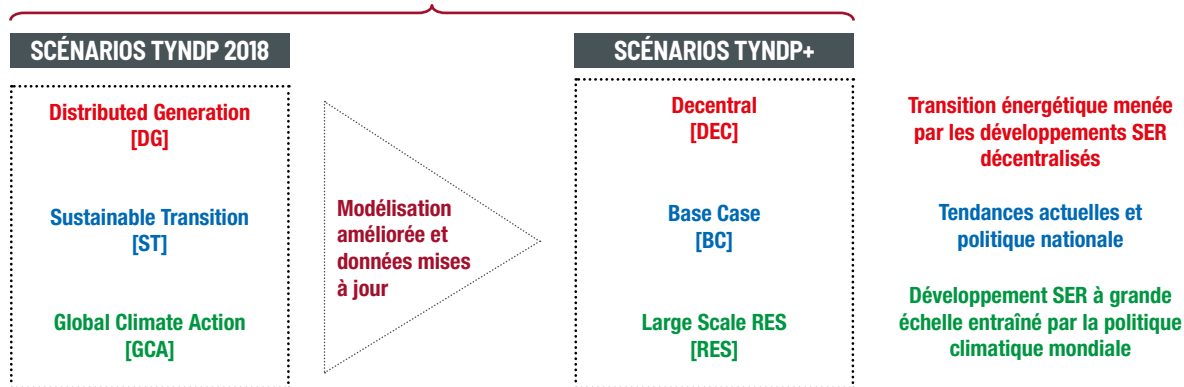 SCÉNARIOS TYNDP 2018
Distributed Generation
[DG]
Sustainable Transition
[ST]
Global Climate Action
[GCA]
Modélisation
améliorée et
données mises
à jour
SCÉNARIOS TYNDP+
Decentral
[DEC]
Base Case
[BC]
Large Scale RES
[RES]
Transition énergétique menée
par les développements SER
décentralisés
Tendances actuelles et
politique nationale
Développement SER à grande
échelle entraîné par la politique
climatique mondiale